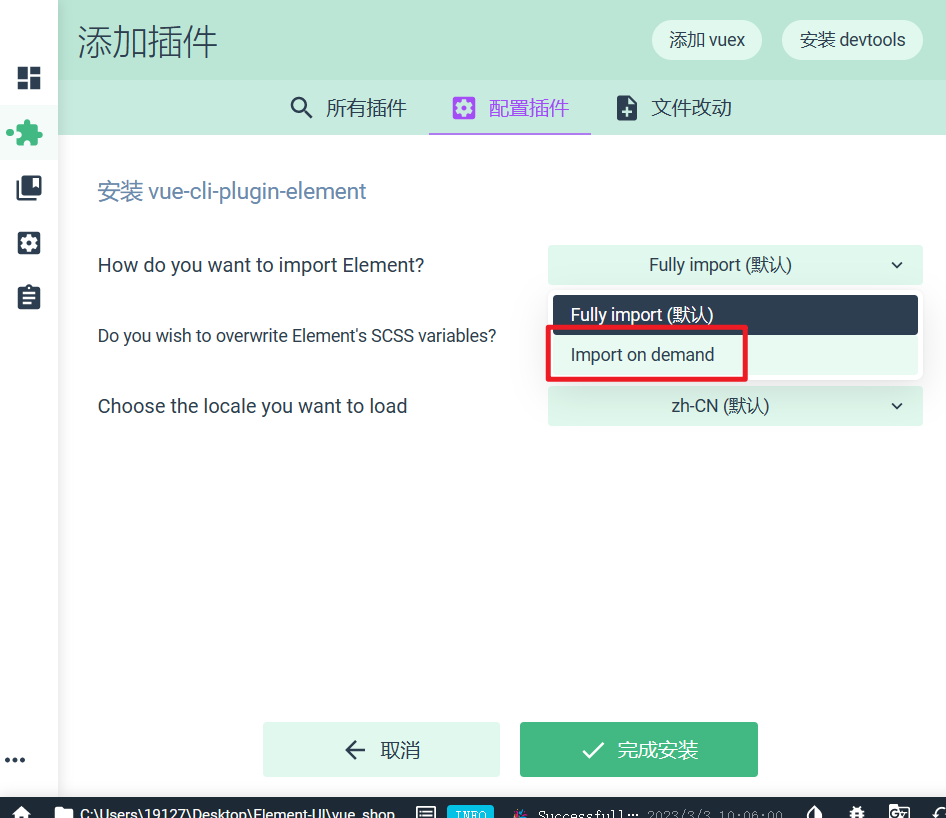 添加插件
添加 vuex
安装 devtools
所有插件
配置插件
文件改动
安装 vue-cli-plugin-element
How do you want to import Element?
Fully import (默认)
Fully import (默认)
Do you wish to overwrite Element's SCSS variables?
Import on demand
Choose the locale you want to load
zh-CN (默认)
取消
完成安装
C:\Users\19127\Desktop\Element-UI\vue_shop
INFO
Successfull… 2023/3/3 10:06:00